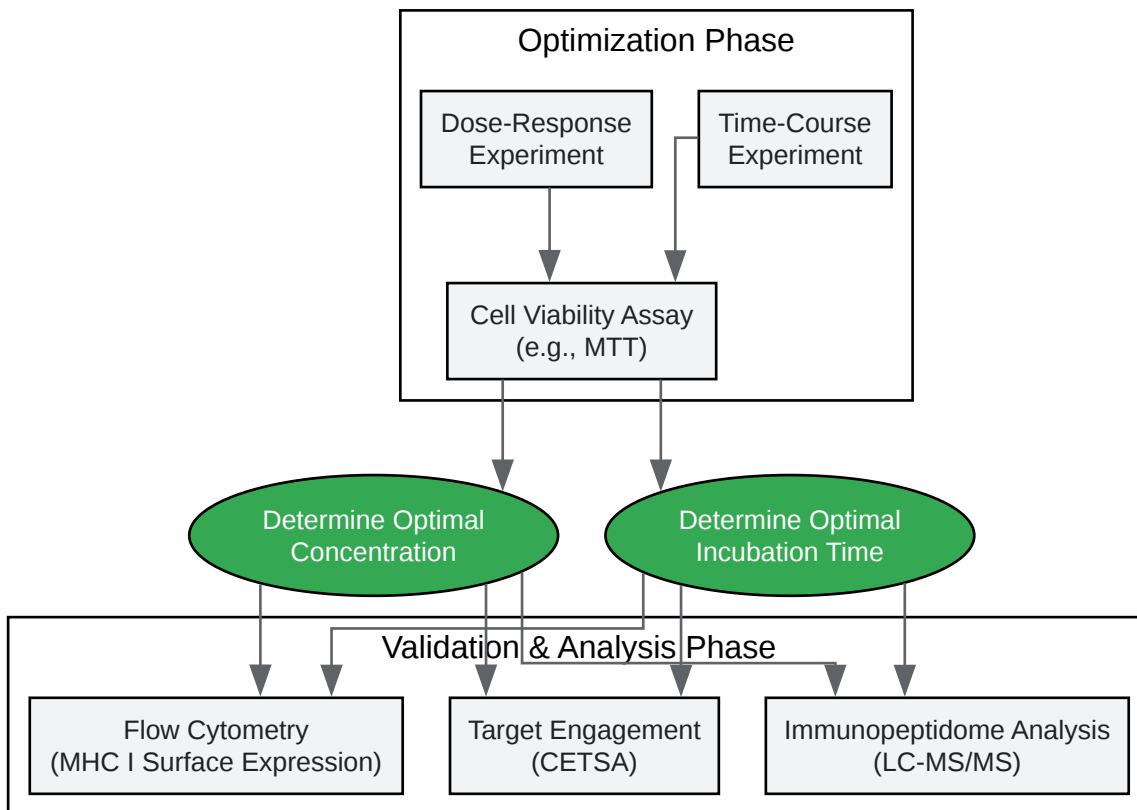 Optimization Phase
Dose-Response
Experiment
Time-Course
Experiment
Cell Viability Assay
(e.g., MTT)
Determine Optimal
Concentration
Determine Optimal
Incubation Time
Validation & Analysis Phase
Flow Cytometry
(MHC I Surface Expression)
Target Engagement
(CETSA)
Immunopeptidome Analysis
(LC-MS/MS)